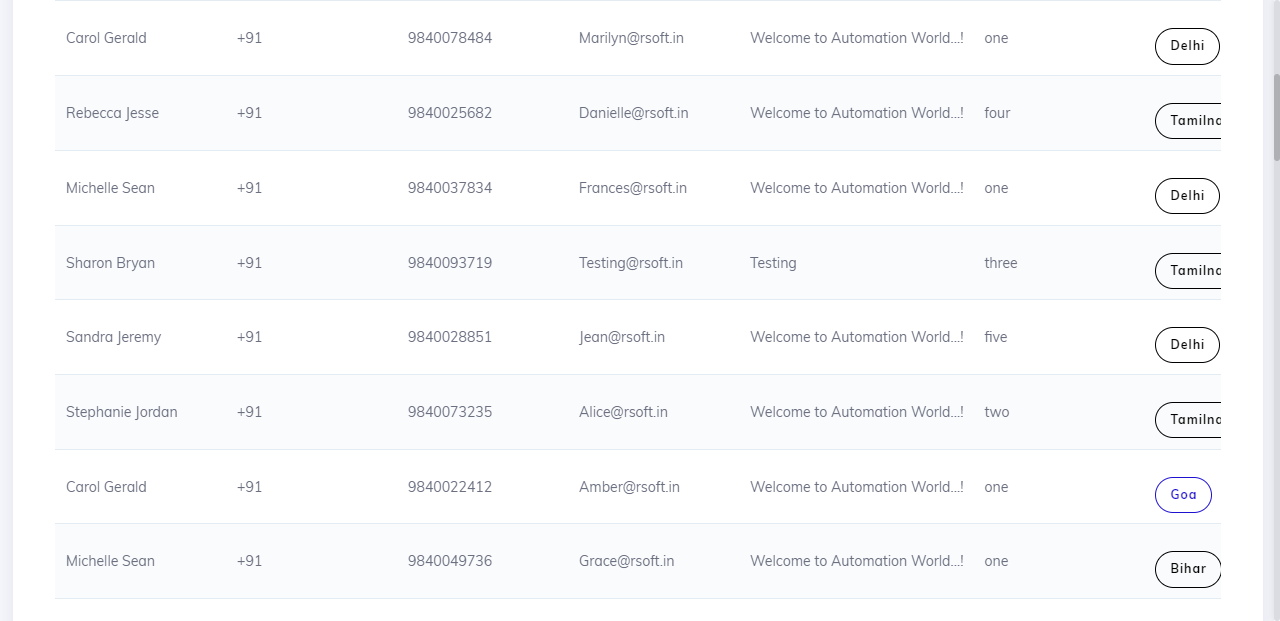 Carol Gerald +91 9840078484 Marilyn@rsoft.in Welcome to Automation World...! one Delhi
Rebecca Jesse +91 9840025682 Danielle@rsoft.in Welcome to Automation World...! four Tamilna
Michelle Sean +91 9840037834 Frances@rsoft.in Welcome to Automation World...! one Delhi
Sharon Bryan +91 9840093719 Testing@rsoft.in Testing three Tamilna
Sandra Jeremy +91 9840028851 Jean@rsoft.in Welcome to Automation World...! five Delhi
Stephanie Jordan +91 9840073235 Alice@rsoft.in Welcome to Automation World...! two Tamilna
Carol Gerald +91 9840022412 Amber@rsoft.in Welcome to Automation World...! one Goa
Michelle Sean +91 9840049736 Grace@rsoft.in Welcome to Automation World...! one Bihar